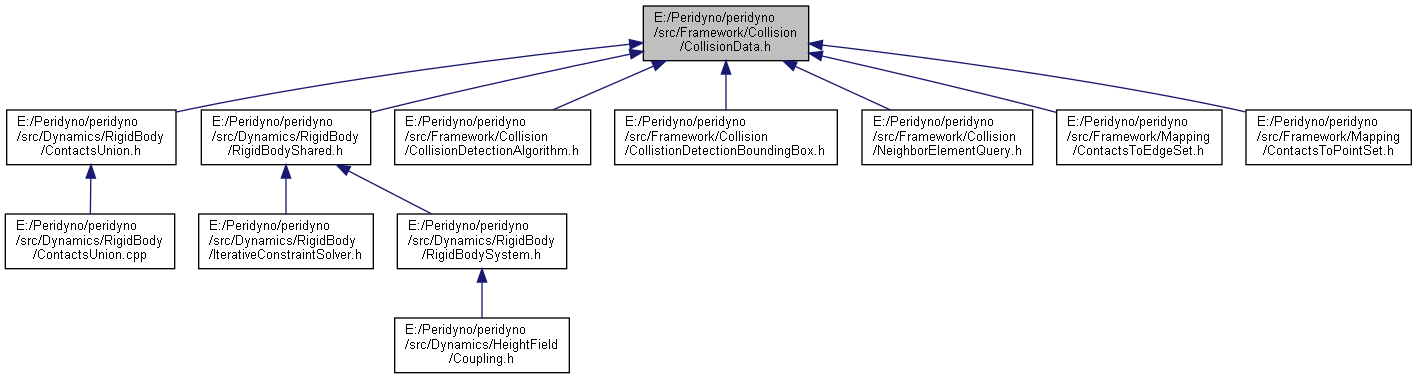 E:/Peridyno/peridyno
/src/Framework/Collision
/CollisionData.h
E:/Peridyno/peridyno
/src/Dynamics/RigidBody
/ContactsUnion.h
E:/Peridyno/peridyno
/src/Dynamics/RigidBody
/RigidBodyShared.h
E:/Peridyno/peridyno
/src/Framework/Collision
/CollisionDetectionAlgorithm.h
E:/Peridyno/peridyno
/src/Framework/Collision
/CollistionDetectionBoundingBox.h
E:/Peridyno/peridyno
/src/Framework/Collision
/NeighborElementQuery.h
E:/Peridyno/peridyno
/src/Framework/Mapping
/ContactsToEdgeSet.h
E:/Peridyno/peridyno
/src/Framework/Mapping
/ContactsToPointSet.h
E:/Peridyno/peridyno
/src/Dynamics/RigidBody
/ContactsUnion.cpp
E:/Peridyno/peridyno
/src/Dynamics/RigidBody
/IterativeConstraintSolver.h
E:/Peridyno/peridyno
/src/Dynamics/RigidBody
/RigidBodySystem.h
E:/Peridyno/peridyno
/src/Dynamics/HeightField
/Coupling.h